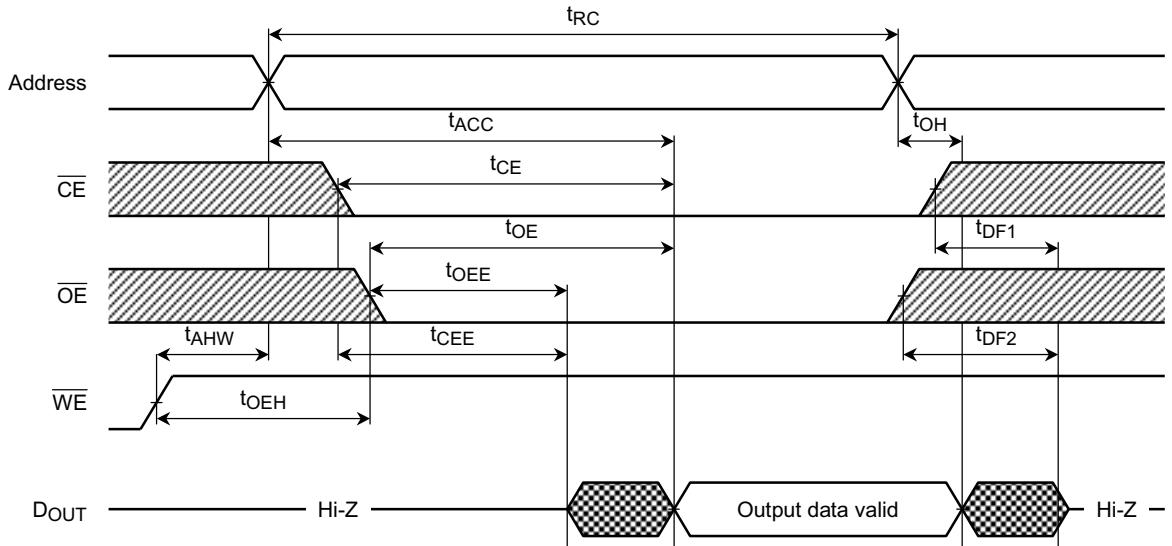 tRC
Address
tACC
tOH
CE
tCE
tOE
tDF1
OE
tOEE
tAHW
tCEE
tDF2
WE
tOEH
DOUT
Hi-Z
Output data valid
Hi-Z